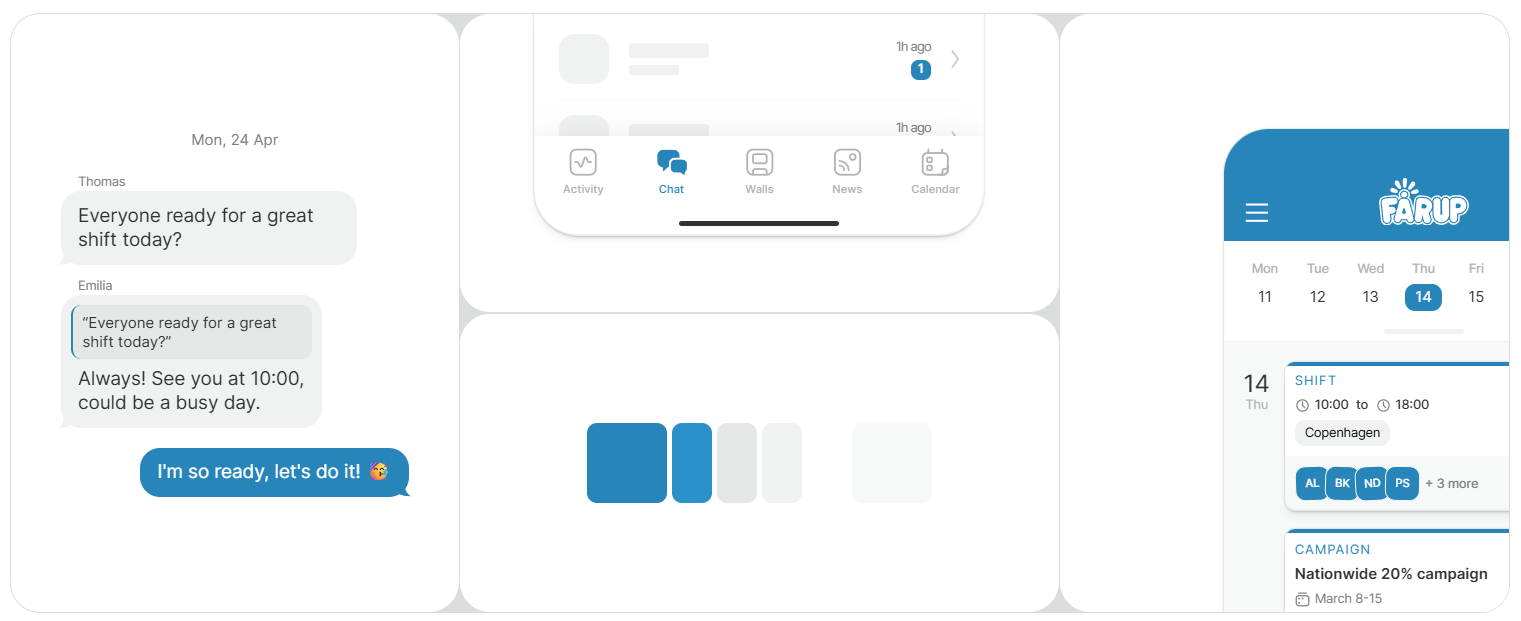 Mon, 24 Apr
Thomas
Everyone ready for a great
shift today?
Emilia
“Everyone ready for a great
shift today?”
Always! See you at 10:00,
could be a busy day.
I'm so ready, let's do it! 🥳
1h ago
1
1h ago
Activity
Chat
Walls
News
Calendar
FÅRUP
Mon Tue Wed Thu Fri
11 12 13 14 15
14
Thu
SHIFT
10:00 to 18:00
Copenhagen
AL BK ND PS + 3 more
CAMPAIGN
Nationwide 20% campaign
March 8-15